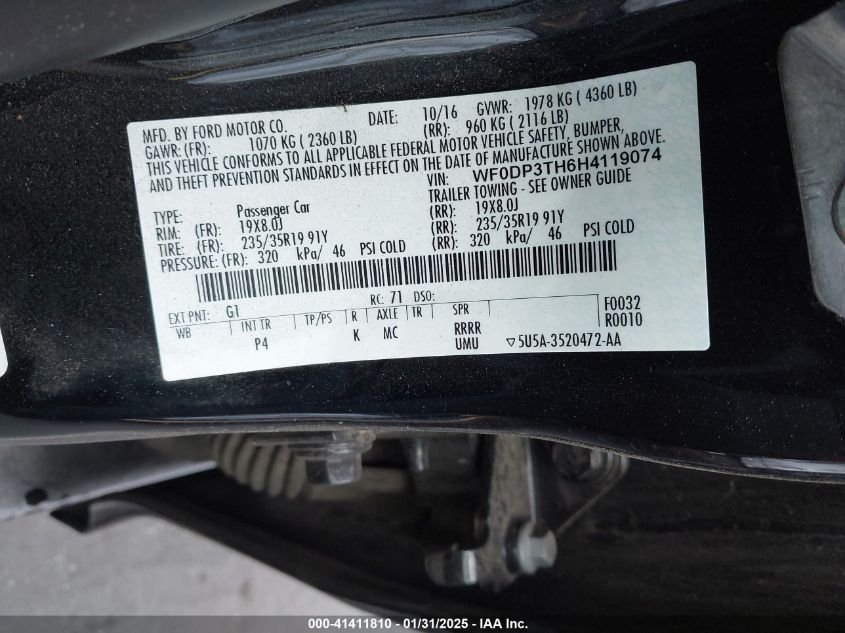 MFD. BY FORD MOTOR CO. DATE: 10/16 GVWR: 1978 KG ( 4360 LB)
GAWR: (FR): 1070 KG ( 2360 LB) (RR): 960 KG ( 2116 LB)
THIS VEHICLE CONFORMS TO ALL APPLICABLE FEDERAL MOTOR VEHICLE SAFETY, BUMPER,
AND THEFT PREVENTION STANDARDS IN EFFECT ON THE DATE OF MANUFACTURE SHOWN ABOVE.
VIN: WF0DP3TH6H4119074
TYPE: Passenger Car TRAILER TOWING - SEE OWNER GUIDE
RIM: (FR): 19X8.0J (RR): 19X8.0J
TIRE: (FR): 235/35R19 91Y (RR): 235/35R19 91Y
PRESSURE: (FR): 320 kPa/ 46 PSI COLD (RR): 320 kPa/ 46 PSI COLD
EXT PNT: G1 RC: 71 DSO: F0032
WB INT TR TP/PS R AXLE TR SPR R0010
P4 K MC RRRR
UMU ▽5U5A-3520472-AA
000-41411810 - 01/31/2025 - IAA Inc.